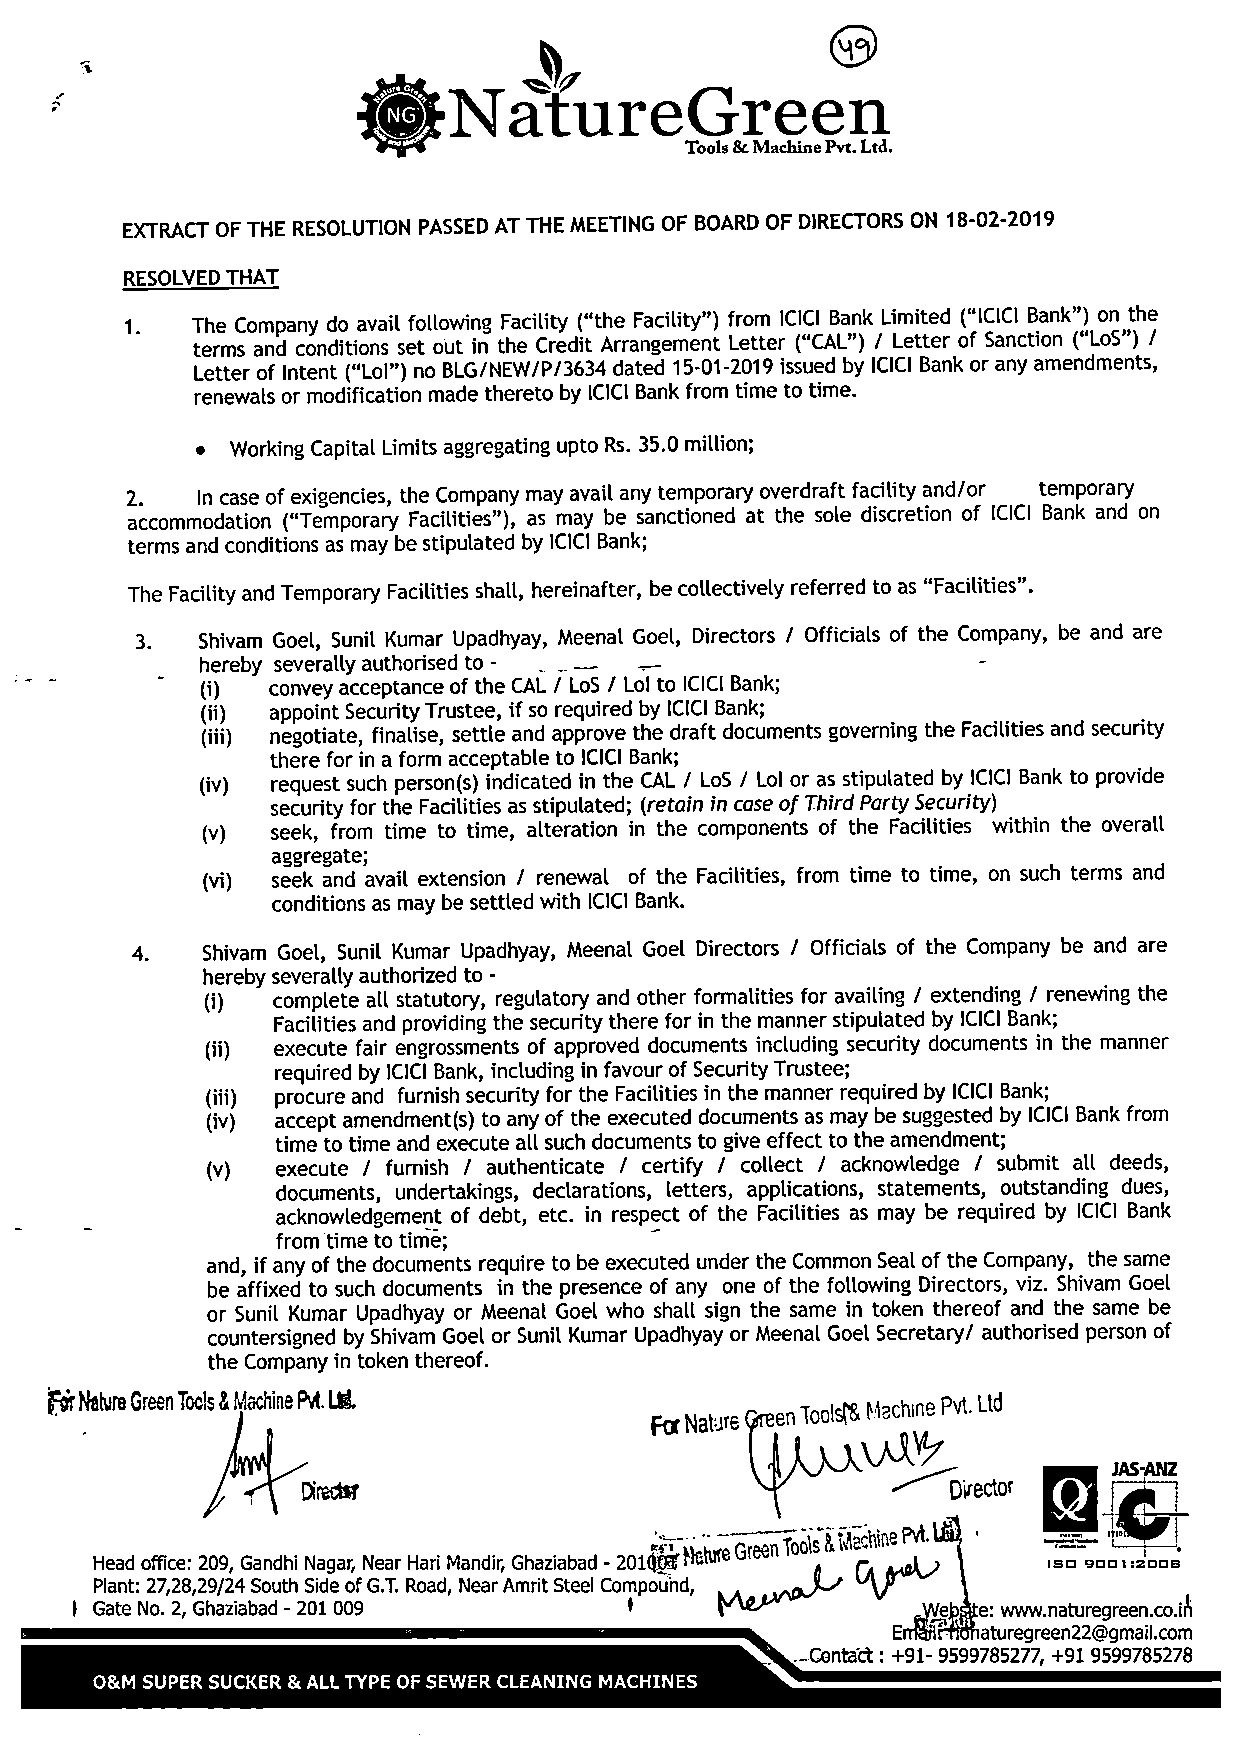 49
NG
NatureGreen
Tools & Machine Pvt. Ltd.
EXTRACT OF THE RESOLUTION PASSED AT THE MEETING OF BOARD OF DIRECTORS ON 18-02-2019
RESOLVED THAT
1. The Company do avail following Facility (“the Facility”) from ICICI Bank Limited (“ICICI Bank”) on the
terms and conditions set out in the Credit Arrangement Letter (“CAL”) / Letter of Sanction (“LoS”) /
Letter of Intent (“LoI”) no BLG/NEW/P/3634 dated 15-01-2019 issued by ICICI Bank or any amendments,
renewals or modification made thereto by ICICI Bank from time to time.
• Working Capital Limits aggregating upto Rs. 35.0 million;
2. In case of exigencies, the Company may avail any temporary overdraft facility and/or temporary
accommodation (“Temporary Facilities”), as may be sanctioned at the sole discretion of ICICI Bank and on
terms and conditions as may be stipulated by ICICI Bank;
The Facility and Temporary Facilities shall, hereinafter, be collectively referred to as “Facilities”.
3. Shivam Goel, Sunil Kumar Upadhyay, Meenal Goel, Directors / Officials of the Company, be and are
hereby severally authorised to -
(i) convey acceptance of the CAL / LoS / LoI to ICICI Bank;
(ii) appoint Security Trustee, if so required by ICICI Bank;
(iii) negotiate, finalise, settle and approve the draft documents governing the Facilities and security
there for in a form acceptable to ICICI Bank;
(iv) request such person(s) indicated in the CAL / LoS / LoI or as stipulated by ICICI Bank to provide
security for the Facilities as stipulated; (retain in case of Third Party Security)
(v) seek, from time to time, alteration in the components of the Facilities within the overall
aggregate;
(vi) seek and avail extension / renewal of the Facilities, from time to time, on such terms and
conditions as may be settled with ICICI Bank.
4. Shivam Goel, Sunil Kumar Upadhyay, Meenal Goel Directors / Officials of the Company be and are
hereby severally authorized to -
(i) complete all statutory, regulatory and other formalities for availing / extending / renewing the
Facilities and providing the security there for in the manner stipulated by ICICI Bank;
(ii) execute fair engrossments of approved documents including security documents in the manner
required by ICICI Bank, including in favour of Security Trustee;
(iii) procure and furnish security for the Facilities in the manner required by ICICI Bank;
(iv) accept amendment(s) to any of the executed documents as may be suggested by ICICI Bank from
time to time and execute all such documents to give effect to the amendment;
(v) execute / furnish / authenticate / certify / collect / acknowledge / submit all deeds,
documents, undertakings, declarations, letters, applications, statements, outstanding dues,
acknowledgement of debt, etc. in respect of the Facilities as may be required by ICICI Bank
from time to time;
and, if any of the documents require to be executed under the Common Seal of the Company, the same
be affixed to such documents in the presence of any one of the following Directors, viz. Shivam Goel
or Sunil Kumar Upadhyay or Meenal Goel who shall sign the same in token thereof and the same be
countersigned by Shivam Goel or Sunil Kumar Upadhyay or Meenal Goel Secretary/ authorised person of
the Company in token thereof.
For Nature Green Tools & Machine Pvt. Ltd.
Director
For Nature Green Tools & Machine Pvt. Ltd
Director
JAS-ANZ
ISO 9001:2008
Nature Green Tools & Machine Pvt. Ltd
Meenal Goel
Head office: 209, Gandhi Nagar, Near Hari Mandir, Ghaziabad - 201
Plant: 27,28,29/24 South Side of G.T. Road, Near Amrit Steel Compound,
Gate No. 2, Ghaziabad - 201 009
Website: www.naturegreen.co.in
naturegreen22@gmail.com
Contact : +91- 9599785277, +91 9599785278
O&M SUPER SUCKER & ALL TYPE OF SEWER CLEANING MACHINES